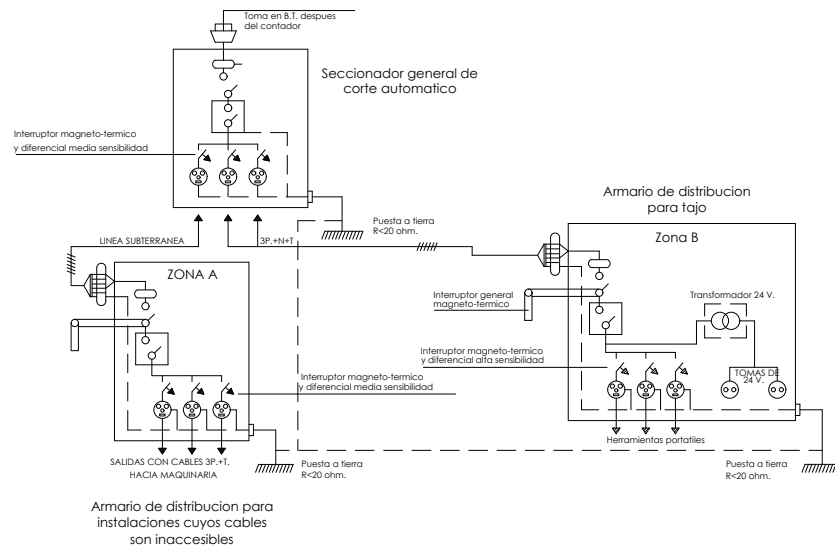 Toma en B.T. despues
del contador
Seccionador general de
corte automatico
Interruptor magneto-termico
y diferencial media sensibilidad
Puesta a tierra
R<20 ohm.
LINEA SUBTERRANEA
3P.+N+T
Armario de distribucion
para tajo
Zona B
ZONA A
Interruptor general
magneto-termico
Transformador 24 V.
Interruptor magneto-termico
y diferencial alta sensibilidad
TOMAS DE
24 V.
Interruptor magneto-termico
y diferencial media sensibilidad
Herramientas portatiles
SALIDAS CON CABLES 3P.+T.
HACIA MAQUINARIA
Puesta a tierra
R<20 ohm.
Puesta a tierra
R<20 ohm.
Armario de distribucion para
instalaciones cuyos cables
son inaccesibles